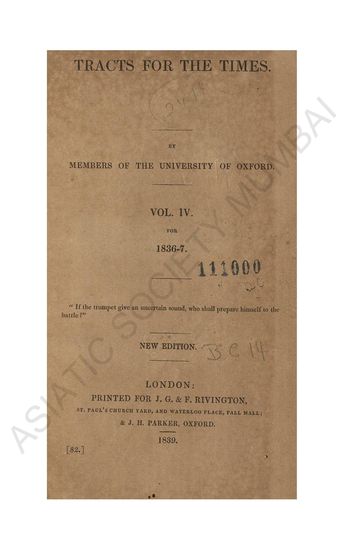 TRACTS FOR THE TIMES.
BY
MEMBERS OF THE UNIVERSITY OF OXFORD.
VOL. IV.
FOR
1836-7.
111000
" If the trumpet give an uncertain sound, who shall prepare himself to the
battle?"
NEW EDITION.
BC 14
LONDON:
PRINTED FOR J. G. & F. RIVINGTON,
ST. PAUL'S CHURCH YARD, AND WATERLOO PLACE, PALL MALL;
& J. H. PARKER, OXFORD.
1839.
[82.]
ASIATIC SOCIETY, MUMBAI